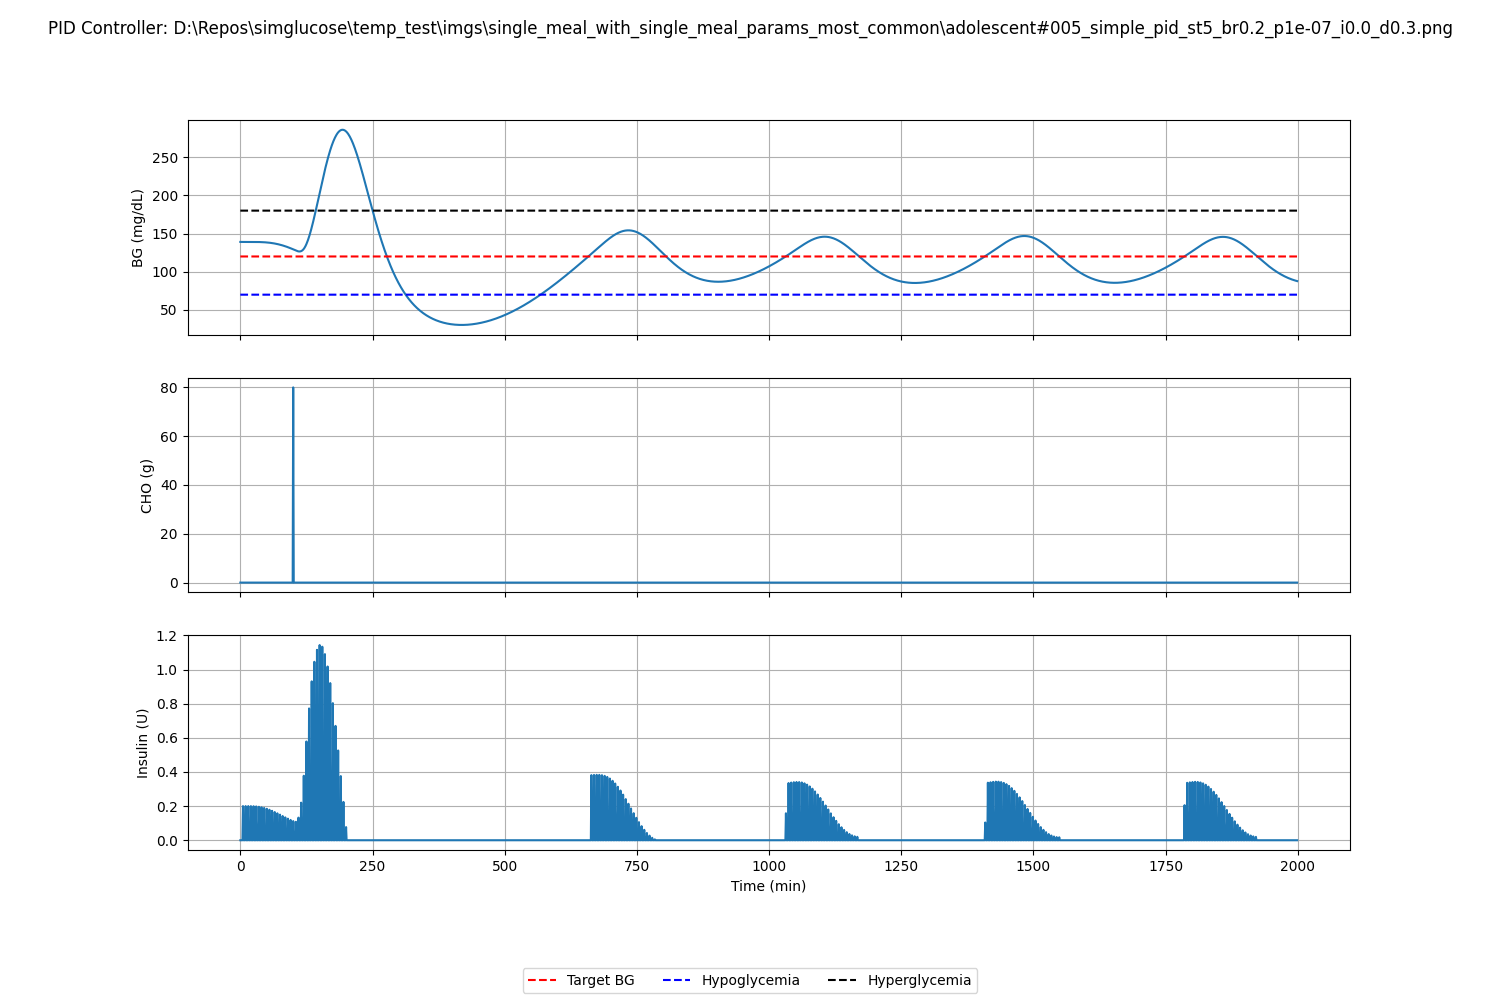 PID Controller: D:\Repos\simglucose\temp_test\imgs\single_meal_with_single_meal_params_most_common\adolescent#005_simple_pid_st5_br0.2_p1e-07_i0.0_d0.3.png
BG (mg/dL)
250
200
150
100
50
CHO (g)
80
60
40
20
0
Insulin (U)
1.2
1.0
0.8
0.6
0.4
0.2
0.0
0 250 500 750 1000 1250 1500 1750 2000
Time (min)
Target BG Hypoglycemia Hyperglycemia